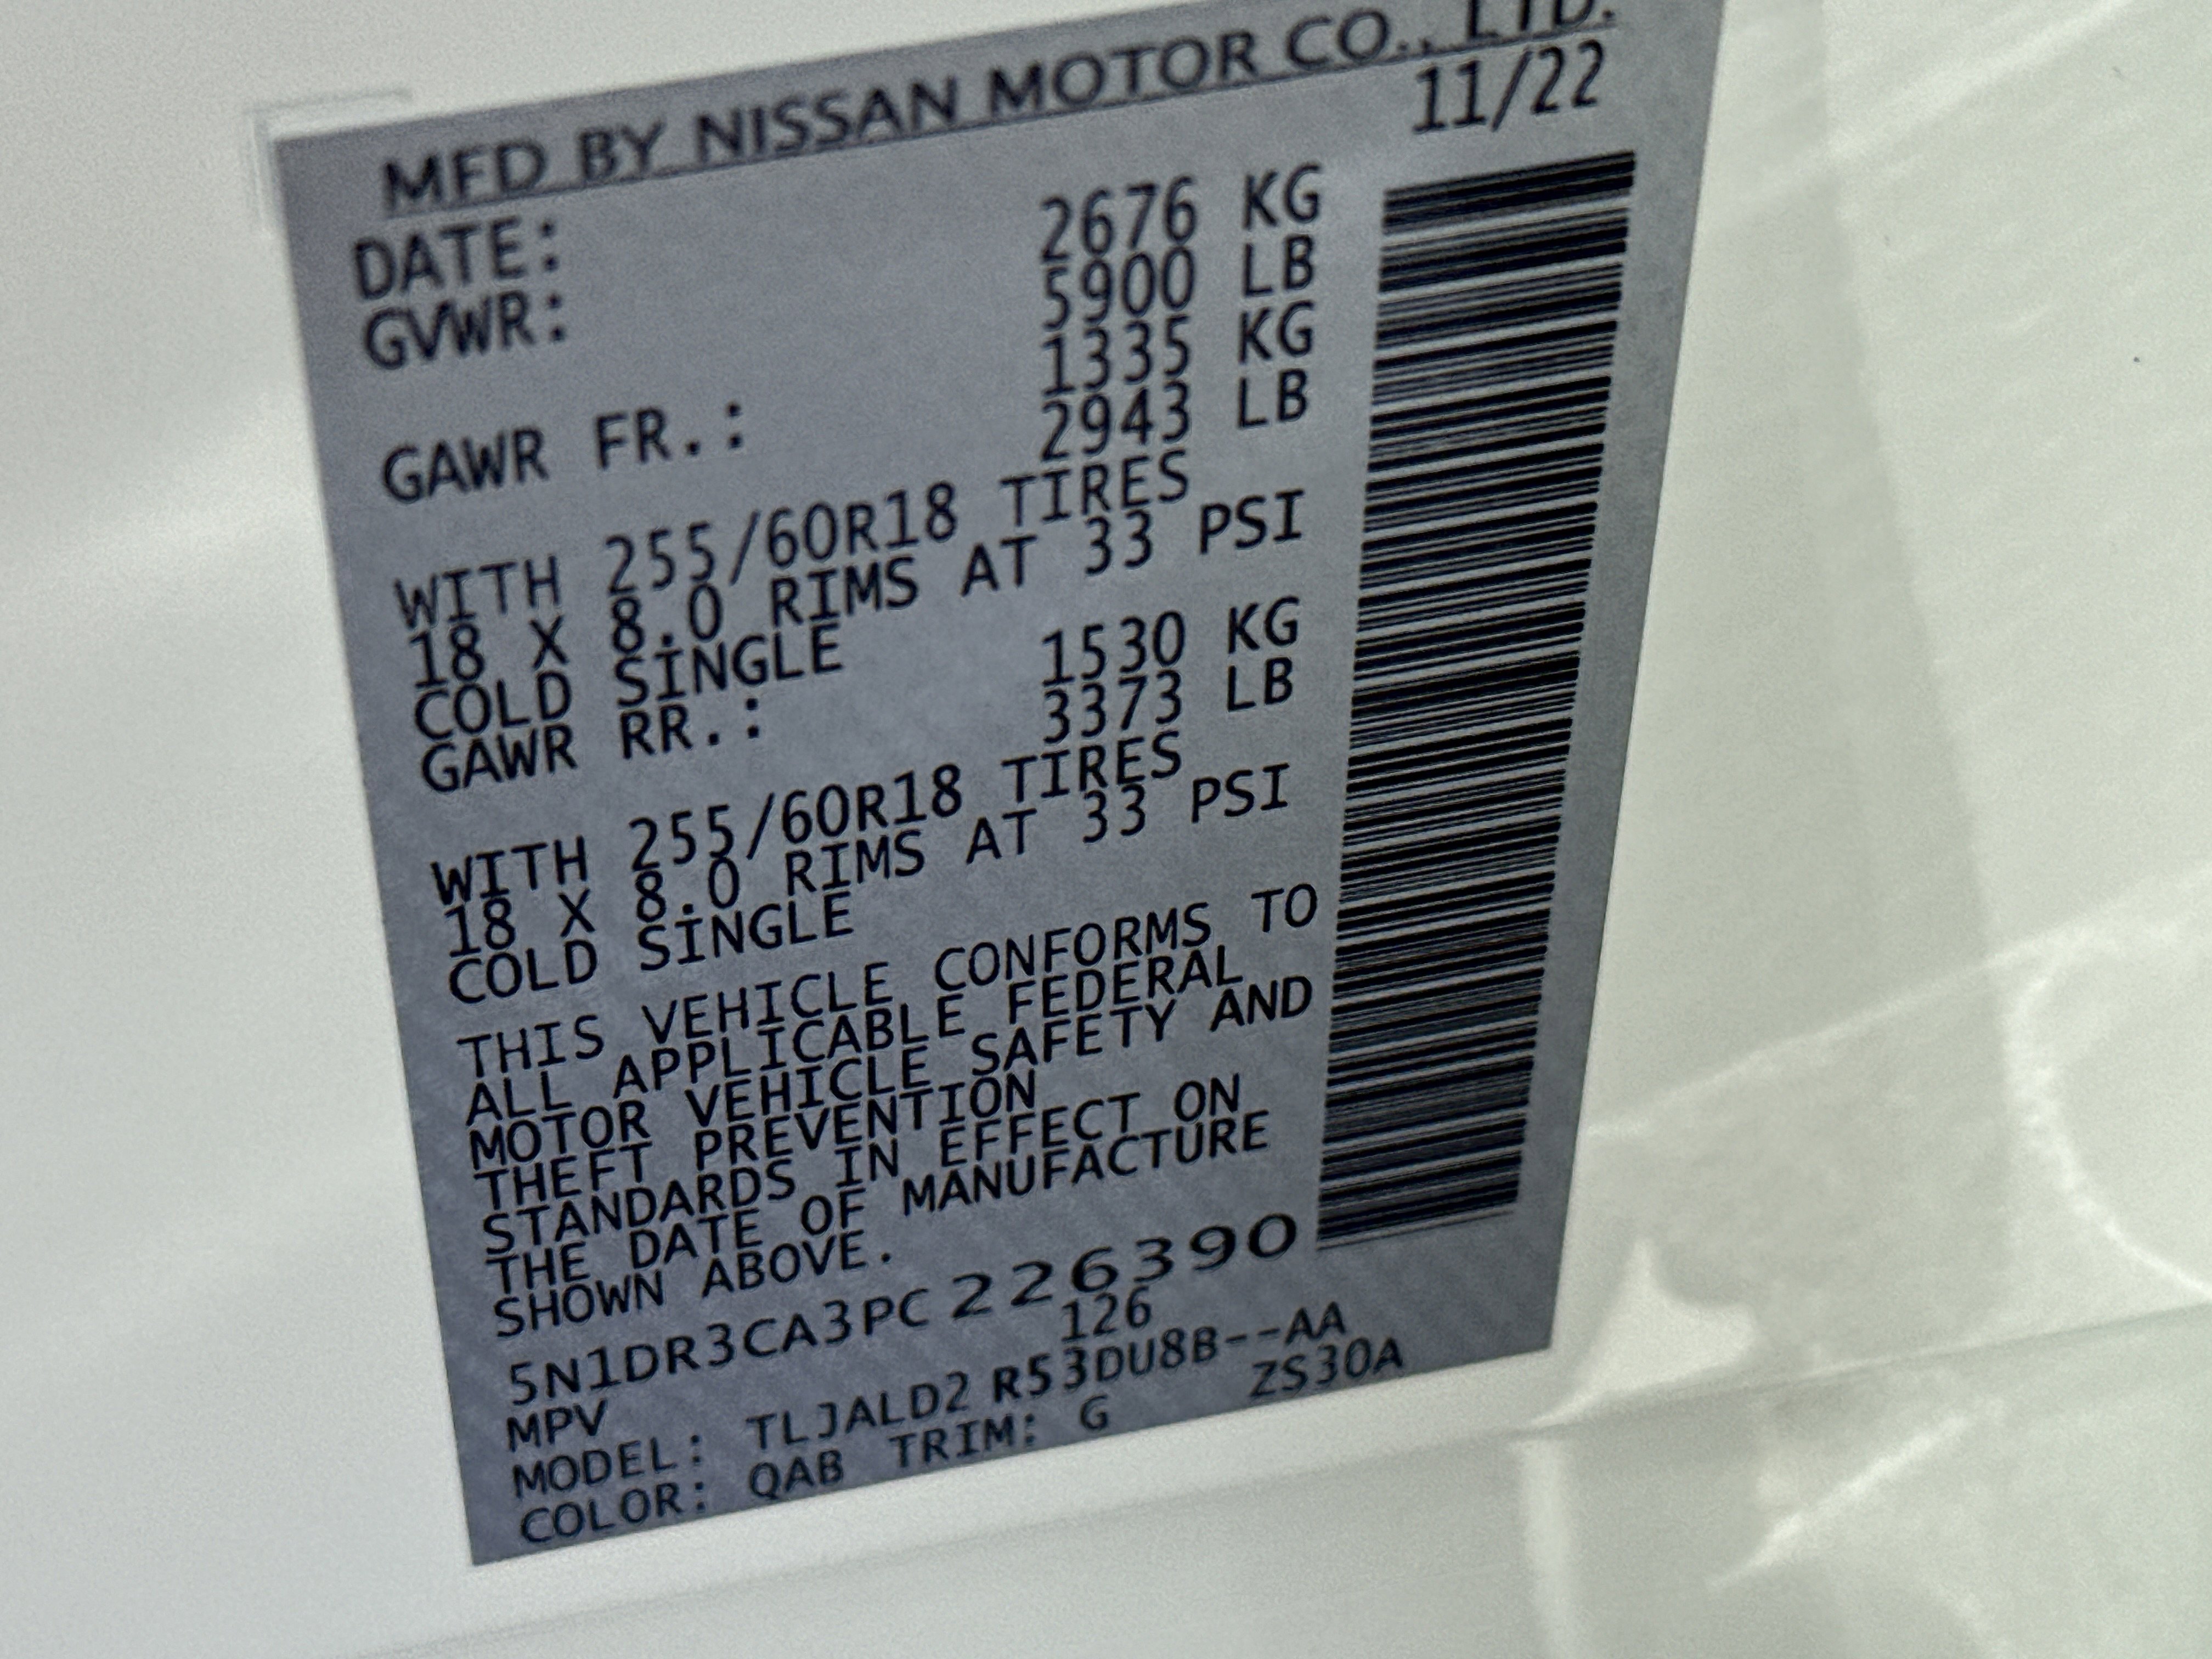 MFD BY NISSAN MOTOR CO., LTD.
DATE: 11/22
GVWR: 2676 KG
5900 LB
GAWR FR.: 1335 KG
2943 LB
WITH 255/60R18 TIRES
18 X 8.0 RIMS AT 33 PSI
COLD SINGLE
GAWR RR.: 1530 KG
3373 LB
WITH 255/60R18 TIRES
18 X 8.0 RIMS AT 33 PSI
COLD SINGLE
THIS VEHICLE CONFORMS TO
ALL APPLICABLE FEDERAL
MOTOR VEHICLE SAFETY AND
THEFT PREVENTION
STANDARDS IN EFFECT ON
THE DATE OF MANUFACTURE
SHOWN ABOVE.
5N1DR3CA3PC226390
MPV 126
MODEL: TLJALD2 R53DU8B--AA
COLOR: QAB TRIM: G ZS30A